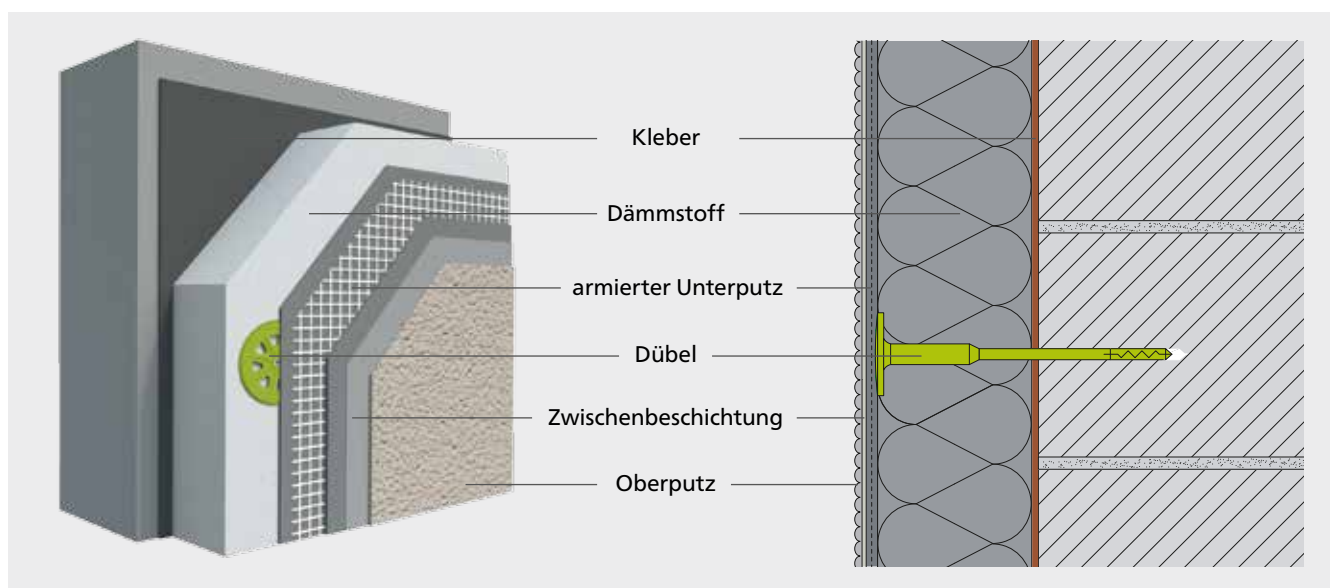 Kleber
Dämmstoff
armierter Unterputz
Dübel
Zwischenbeschichtung
Oberputz